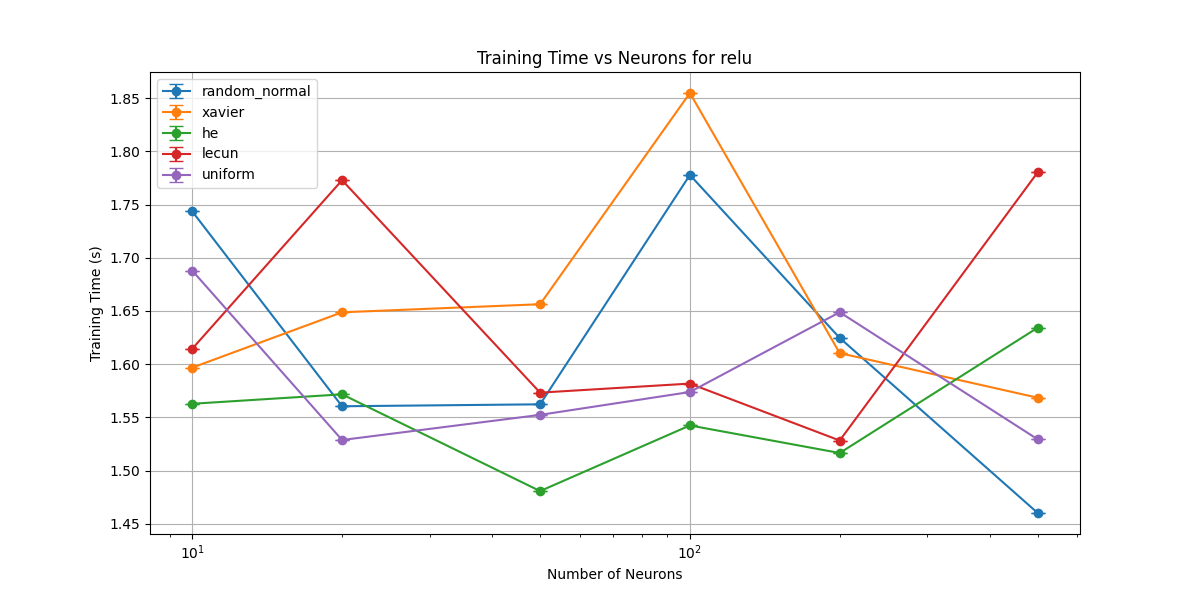 Training Time vs Neurons for relu
random_normal
xavier
he
lecun
uniform
1.85
1.80
1.75
1.70
1.65
1.60
1.55
1.50
1.45
Training Time (s)
10¹
10²
Number of Neurons